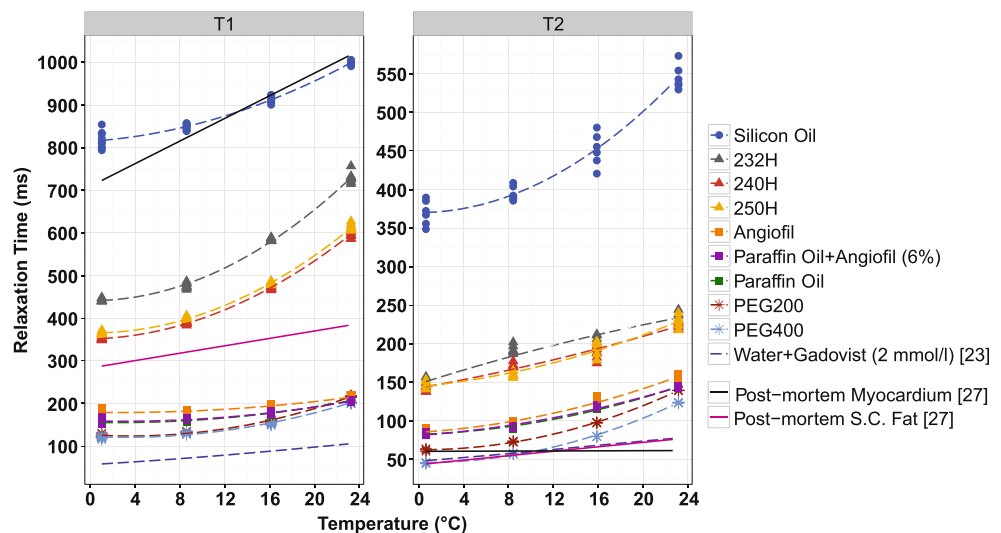 T1
T2
Relaxation Time (ms)
1000
900
800
700
600
500
400
300
200
100
0
4
8
12
16
20
24
550
500
450
400
350
300
250
200
150
100
50
0
4
8
12
16
20
24
Temperature (°C)
Silicon Oil
232H
240H
250H
Angiofil
Paraffin Oil+Angiofil (6%)
Paraffin Oil
PEG200
PEG400
Water+Gadovist (2 mmol/l) [23]
Post-mortem Myocardium [27]
Post-mortem S.C. Fat [27]